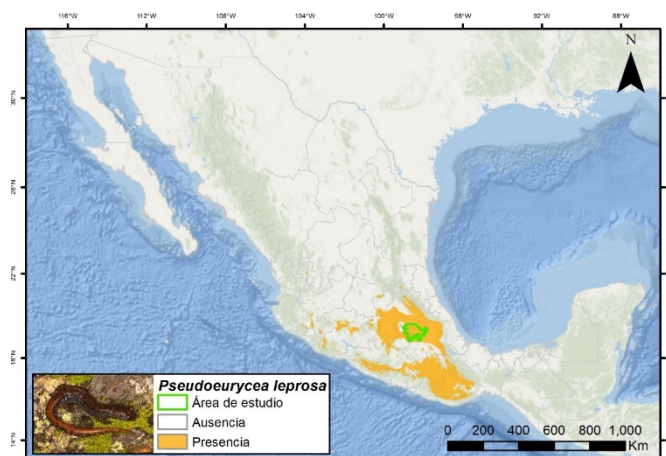 116°W 112°W 108°W 104°W 100°W 96°W 92°W 88°W
N
30°N
26°N
22°N
18°N
14°N
Pseudoeurycea leprosa
Área de estudio
Ausencia
Presencia
0 200 400 600 800 1,000
Km